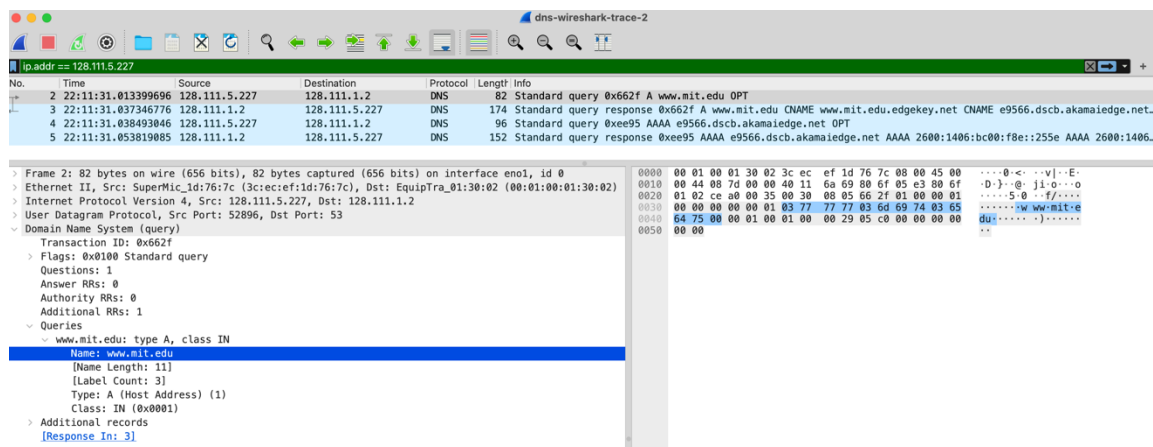 dns-wireshark-trace-2
ip.addr == 128.111.5.227
No. Time Source Destination Protocol Length Info
2 22:11:31.013399696 128.111.5.227 128.111.1.2 DNS 82 Standard query 0x662f A www.mit.edu OPT
3 22:11:31.037346776 128.111.1.2 128.111.5.227 DNS 174 Standard query response 0x662f A www.mit.edu CNAME www.mit.edu.edgekey.net CNAME e9566.dscb.akamaiedge.net…
4 22:11:31.038493046 128.111.5.227 128.111.1.2 DNS 96 Standard query 0xee95 AAAA e9566.dscb.akamaiedge.net OPT
5 22:11:31.053819085 128.111.1.2 128.111.5.227 DNS 152 Standard query response 0xee95 AAAA e9566.dscb.akamaiedge.net AAAA 2600:1406:bc00:f8e::255e AAAA 2600:1406…
Frame 2: 82 bytes on wire (656 bits), 82 bytes captured (656 bits) on interface eno1, id 0
Ethernet II, Src: SuperMic_1d:76:7c (3c:ec:ef:1d:76:7c), Dst: EquipTra_01:30:02 (00:01:00:01:30:02)
Internet Protocol Version 4, Src: 128.111.5.227, Dst: 128.111.1.2
User Datagram Protocol, Src Port: 52896, Dst Port: 53
Domain Name System (query)
Transaction ID: 0x662f
Flags: 0x0100 Standard query
Questions: 1
Answer RRs: 0
Authority RRs: 0
Additional RRs: 1
Queries
www.mit.edu: type A, class IN
Name: www.mit.edu
[Name Length: 11]
[Label Count: 3]
Type: A (Host Address) (1)
Class: IN (0x0001)
Additional records
[Response In: 3]
0000 00 01 00 01 30 02 3c ec ef 1d 76 7c 08 00 45 00 ····0·<· ··v|··E·
0010 00 44 08 7d 00 00 40 11 6a 69 80 6f 05 e3 80 6f ·D·}··@· ji·o···o
0020 01 02 ce a0 00 35 00 30 08 05 66 2f 01 00 00 01 ·····5·0 ··f/····
0030 00 00 00 00 00 01 03 77 77 77 03 6d 69 74 03 65 ·······w ww·mit·e
0040 64 75 00 00 01 00 01 00 00 29 05 c0 00 00 00 00 du······ ·)······
0050 00 00 ··